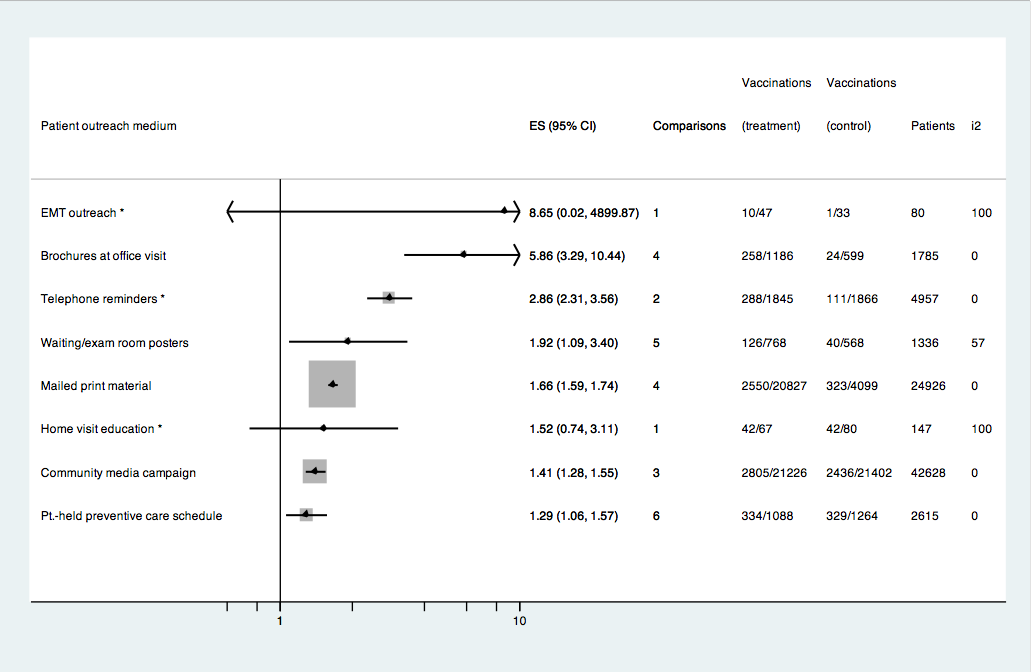 Vaccinations Vaccinations
Patient outreach medium ES (95% CI) Comparisons (treatment) (control) Patients i2
EMT outreach * 8.65 (0.02, 4899.87) 1 10/47 1/33 80 100
Brochures at office visit 5.86 (3.29, 10.44) 4 258/1186 24/599 1785 0
Telephone reminders * 2.86 (2.31, 3.56) 2 288/1845 111/1866 4957 0
Waiting/exam room posters 1.92 (1.09, 3.40) 5 126/768 40/568 1336 57
Mailed print material 1.66 (1.59, 1.74) 4 2550/20827 323/4099 24926 0
Home visit education * 1.52 (0.74, 3.11) 1 42/67 42/80 147 100
Community media campaign 1.41 (1.28, 1.55) 3 2805/21226 2436/21402 42628 0
Pt.-held preventive care schedule 1.29 (1.06, 1.57) 6 334/1088 329/1264 2615 0
1 10